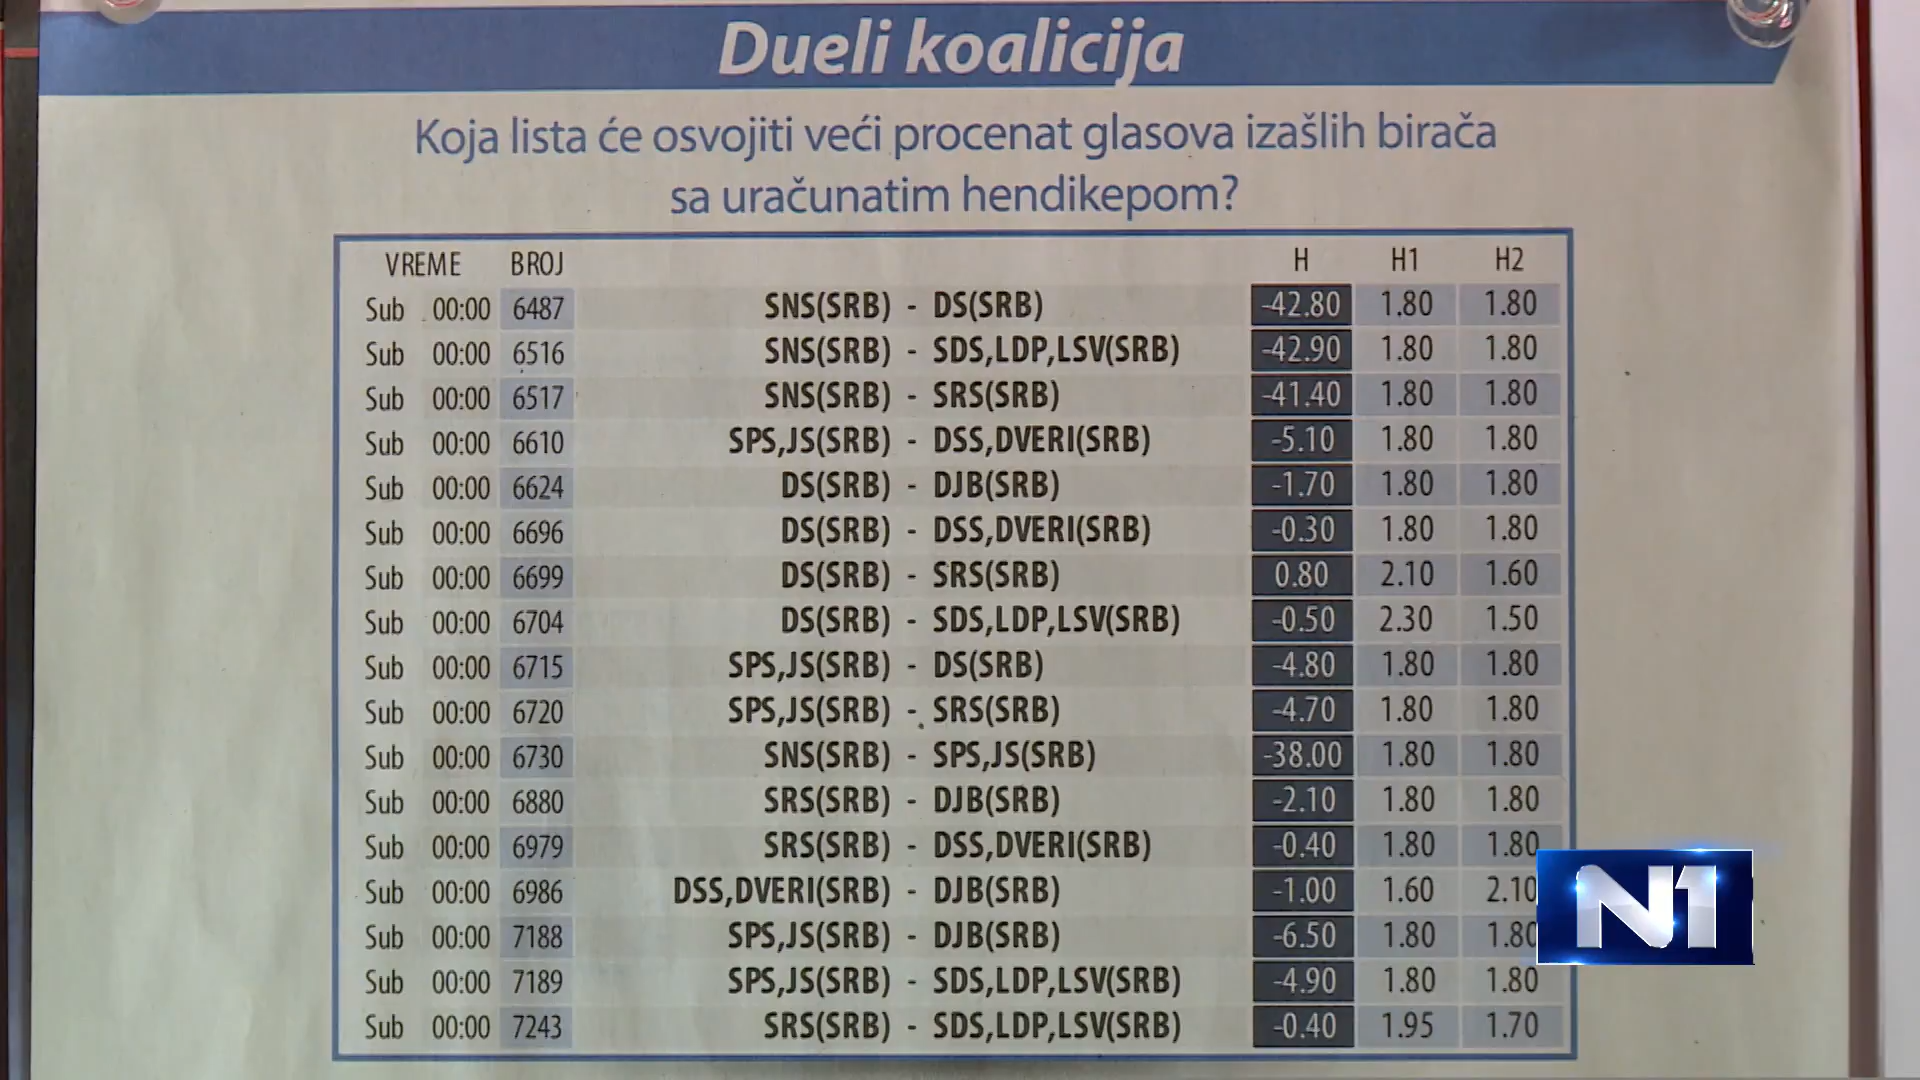 Dueli koalicija
Koja lista će osvojiti veći procenat glasova izašlih birača
sa uračunatim hendikepom?
VREME BROJ H H1 H2
Sub 00:00 6487 SNS(SRB) - DS(SRB) -42.80 1.80 1.80
Sub 00:00 6516 SNS(SRB) - SDS,LDP,LSV(SRB) -42.90 1.80 1.80
Sub 00:00 6517 SNS(SRB) - SRS(SRB) -41.40 1.80 1.80
Sub 00:00 6610 SPS,JS(SRB) - DSS,DVERI(SRB) -5.10 1.80 1.80
Sub 00:00 6624 DS(SRB) - DJB(SRB) -1.70 1.80 1.80
Sub 00:00 6696 DS(SRB) - DSS,DVERI(SRB) -0.30 1.80 1.80
Sub 00:00 6699 DS(SRB) - SRS(SRB) 0.80 2.10 1.60
Sub 00:00 6704 DS(SRB) - SDS,LDP,LSV(SRB) -0.50 2.30 1.50
Sub 00:00 6715 SPS,JS(SRB) - DS(SRB) -4.80 1.80 1.80
Sub 00:00 6720 SPS,JS(SRB) - SRS(SRB) -4.70 1.80 1.80
Sub 00:00 6730 SNS(SRB) - SPS,JS(SRB) -38.00 1.80 1.80
Sub 00:00 6880 SRS(SRB) - DJB(SRB) -2.10 1.80 1.80
Sub 00:00 6979 SRS(SRB) - DSS,DVERI(SRB) -0.40 1.80 1.80
Sub 00:00 6986 DSS,DVERI(SRB) - DJB(SRB) -1.00 1.60 2.10
Sub 00:00 7188 SPS,JS(SRB) - DJB(SRB) -6.50 1.80 1.80
Sub 00:00 7189 SPS,JS(SRB) - SDS,LDP,LSV(SRB) -4.90 1.80 1.80
Sub 00:00 7243 SRS(SRB) - SDS,LDP,LSV(SRB) -0.40 1.95 1.70
N1